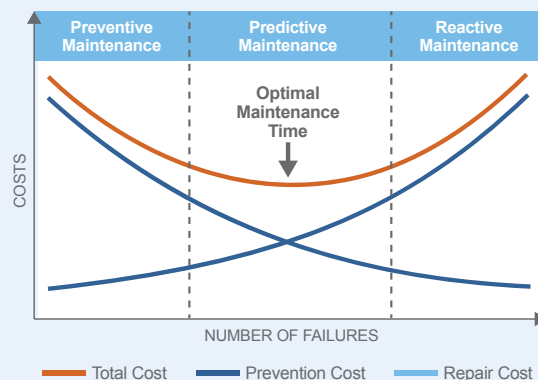 Preventive
Maintenance
Predictive
Maintenance
Reactive
Maintenance
Optimal
Maintenance
Time
COSTS
NUMBER OF FAILURES
Total Cost
Prevention Cost
Repair Cost